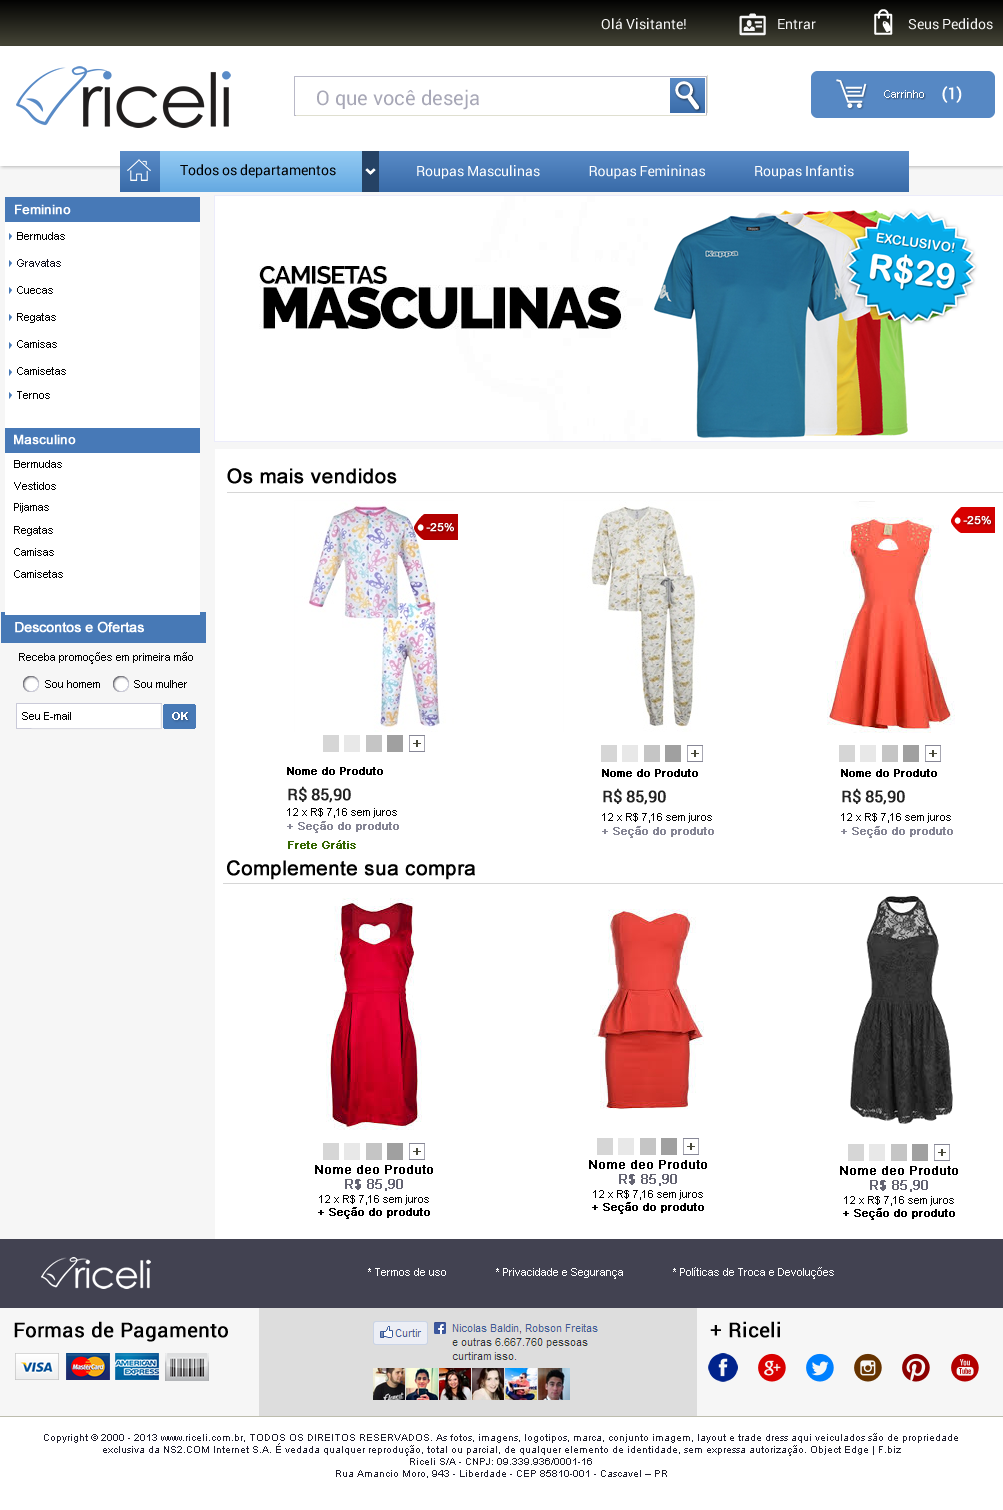 Olá Visitante!
Entrar
Seus Pedidos
riceli
O que você deseja
Carrinho (1)
Todos os departamentos
Roupas Masculinas
Roupas Femininas
Roupas Infantis
Feminino
Bermudas
Gravatas
Cuecas
Regatas
Camisas
Camisetas
Ternos
Masculino
Bermudas
Vestidos
Pijamas
Regatas
Camisas
Camisetas
Descontos e Ofertas
Receba promoções em primeira mão
Sou homem
Sou mulher
Seu E-mail
OK
CAMISETAS
MASCULINAS
Kappa
EXCLUSIVO!
R$29
Os mais vendidos
-25%
-25%
Nome do Produto
R$ 85,90
12 x R$ 7,16 sem juros
+ Seção do produto
Frete Grátis
Nome do Produto
R$ 85,90
12 x R$ 7,16 sem juros
+ Seção do produto
Nome do Produto
R$ 85,90
12 x R$ 7,16 sem juros
+ Seção do produto
Complemente sua compra
Nome deo Produto
R$ 85,90
12 x R$ 7,16 sem juros
+ Seção do produto
Nome deo Produto
R$ 85,90
12 x R$ 7,16 sem juros
+ Seção do produto
Nome deo Produto
R$ 85,90
12 x R$ 7,16 sem juros
+ Seção do produto
riceli
* Termos de uso
* Privacidade e Segurança
* Políticas de Troca e Devoluções
Formas de Pagamento
VISA
MasterCard
AMERICAN EXPRESS
Curtir
Nicolas Baldin, Robson Freitas
e outras 6.667.760 pessoas
curtiram isso.
+ Riceli
You Tube
Copyright © 2000 - 2013 www.riceli.com.br, TODOS OS DIREITOS RESERVADOS. As fotos, imagens, logotipos, marca, conjunto imagem, layout e trade dress aqui veiculados são de propriedade
exclusiva da NS2.COM Internet S.A. É vedada qualquer reprodução, total ou parcial, de qualquer elemento de identidade, sem expressa autorização. Object Edge | F.biz
Riceli S/A - CNPJ: 09.339.936/0001-16
Rua Amancio Moro, 943 - Liberdade - CEP 85810-001 - Cascavel – PR